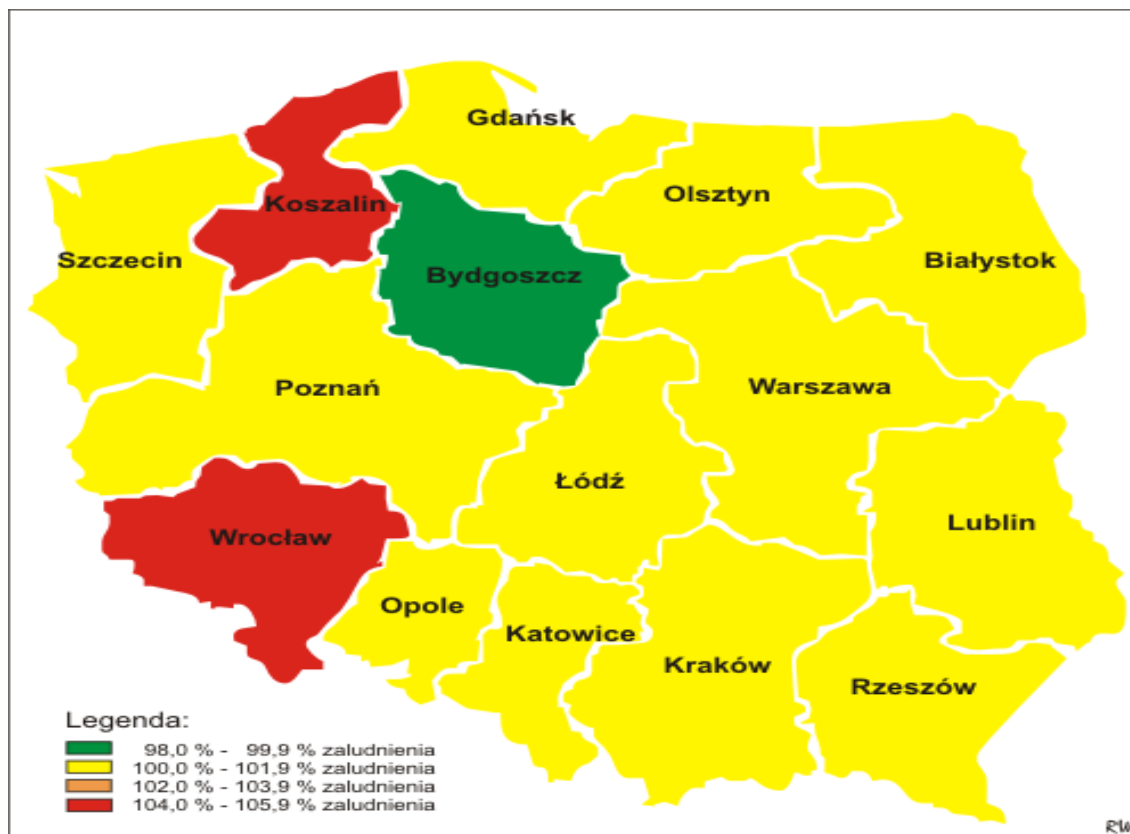 Gdańsk
Olsztyn
Koszalin
Szczecin
Białystok
Bydgoszcz
Poznań
Warszawa
Łódź
Lublin
Wrocław
Opole
Katowice
Kraków
Rzeszów
Legenda:
98,0 % - 99,9 % zaludnienia
100,0 % - 101,9 % zaludnienia
102,0 % - 103,9 % zaludnienia
104,0 % - 105,9 % zaludnienia